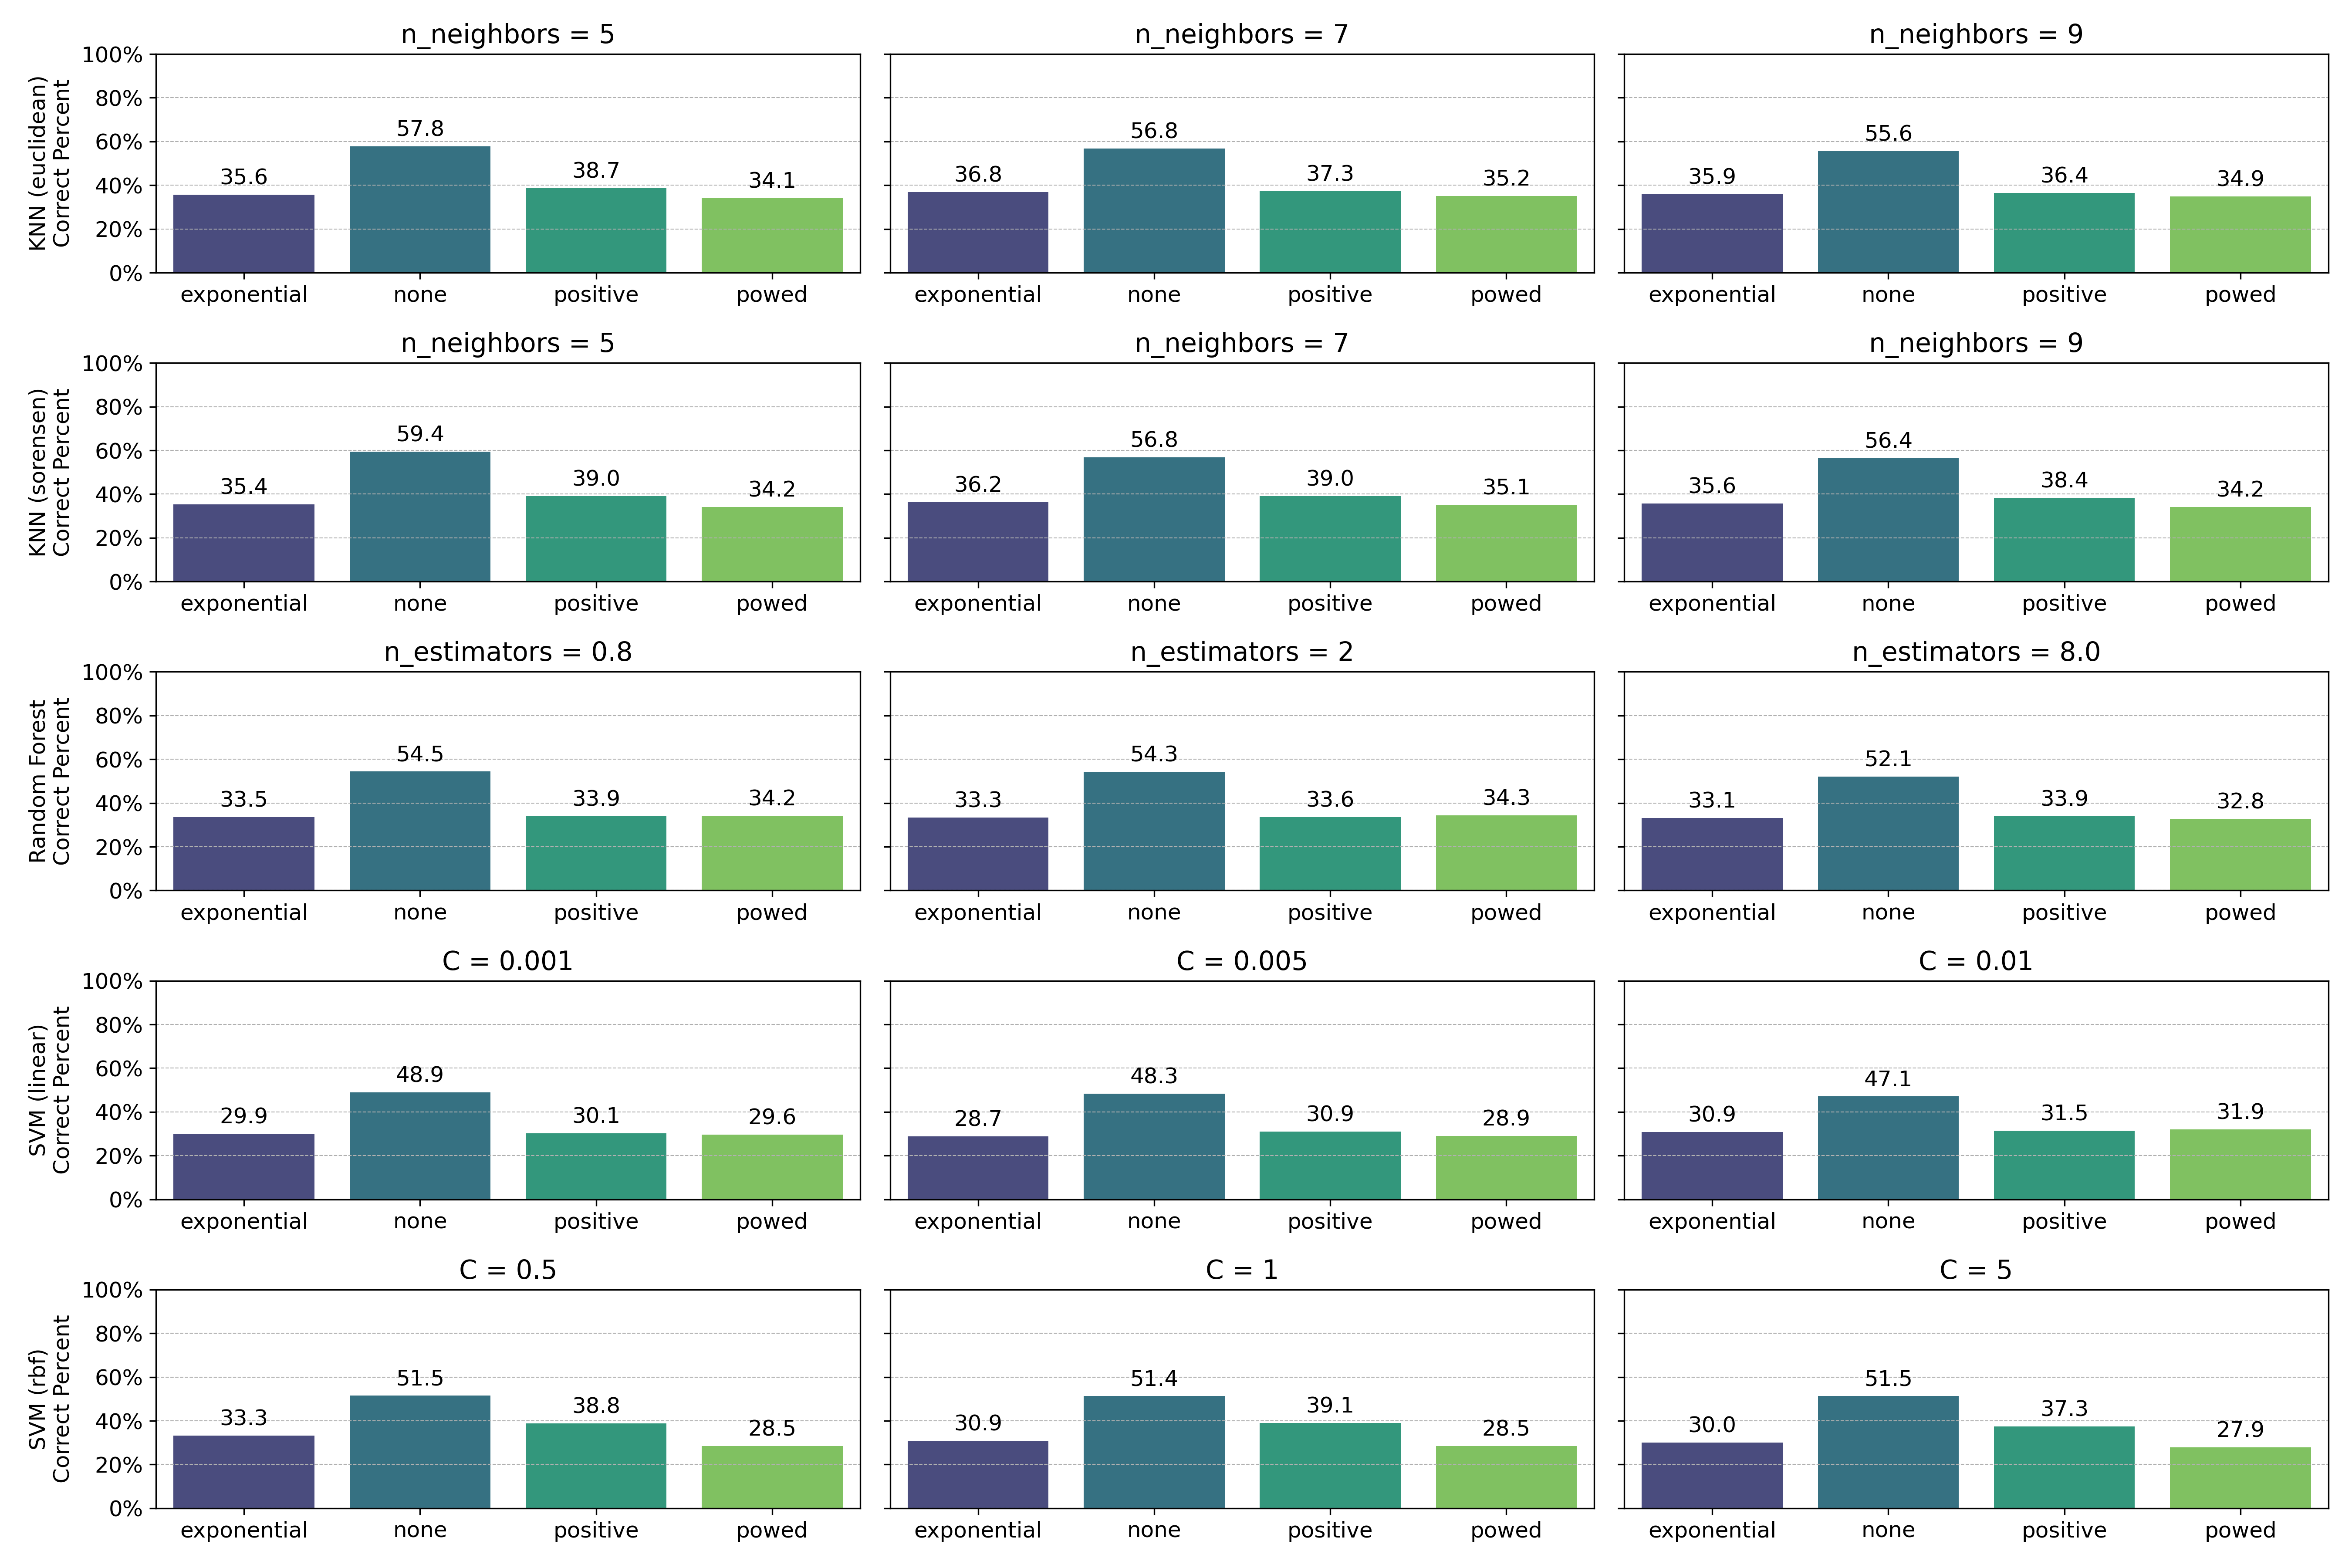 n_neighbors = 5
n_neighbors = 7
n_neighbors = 9
KNN (euclidean)
Correct Percent
100%
80%
60%
40%
20%
0%
35.6
57.8
38.7
34.1
36.8
56.8
37.3
35.2
35.9
55.6
36.4
34.9
exponential
none
positive
powed
exponential
none
positive
powed
exponential
none
positive
powed
n_neighbors = 5
n_neighbors = 7
n_neighbors = 9
KNN (sorensen)
Correct Percent
100%
80%
60%
40%
20%
0%
35.4
59.4
39.0
34.2
36.2
56.8
39.0
35.1
35.6
56.4
38.4
34.2
exponential
none
positive
powed
exponential
none
positive
powed
exponential
none
positive
powed
n_estimators = 0.8
n_estimators = 2
n_estimators = 8.0
Random Forest
Correct Percent
100%
80%
60%
40%
20%
0%
33.5
54.5
33.9
34.2
33.3
54.3
33.6
34.3
33.1
52.1
33.9
32.8
exponential
none
positive
powed
exponential
none
positive
powed
exponential
none
positive
powed
C = 0.001
C = 0.005
C = 0.01
SVM (linear)
Correct Percent
100%
80%
60%
40%
20%
0%
29.9
48.9
30.1
29.6
28.7
48.3
30.9
28.9
30.9
47.1
31.5
31.9
exponential
none
positive
powed
exponential
none
positive
powed
exponential
none
positive
powed
C = 0.5
C = 1
C = 5
SVM (rbf)
Correct Percent
100%
80%
60%
40%
20%
0%
33.3
51.5
38.8
28.5
30.9
51.4
39.1
28.5
30.0
51.5
37.3
27.9
exponential
none
positive
powed
exponential
none
positive
powed
exponential
none
positive
powed